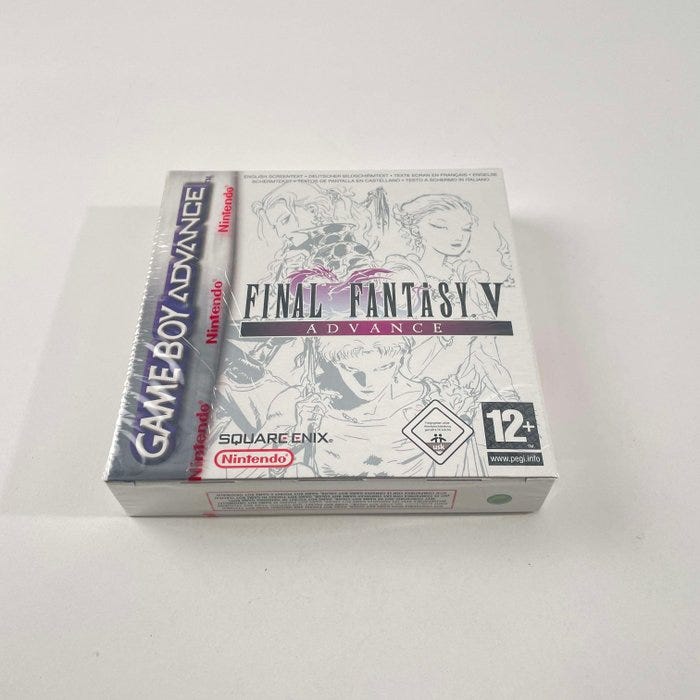 ENGLISH SCREENTEXT • DEUTSCHER BILDSCHIRMTEXT • TEXTE ECRAN EN FRANÇAIS • ENGELSE
SCHERMTEKST • TEXTOS DE PANTALLA EN CASTELLANO • TESTO A SCHERMO IN ITALIANO
GAME BOY ADVANCE
Nintendo®
Nintendo®
Nintendo®
FINAL FANTASY V
ADVANCE
SQUARE ENIX®
Nintendo®
usk
12+
www.pegi.info